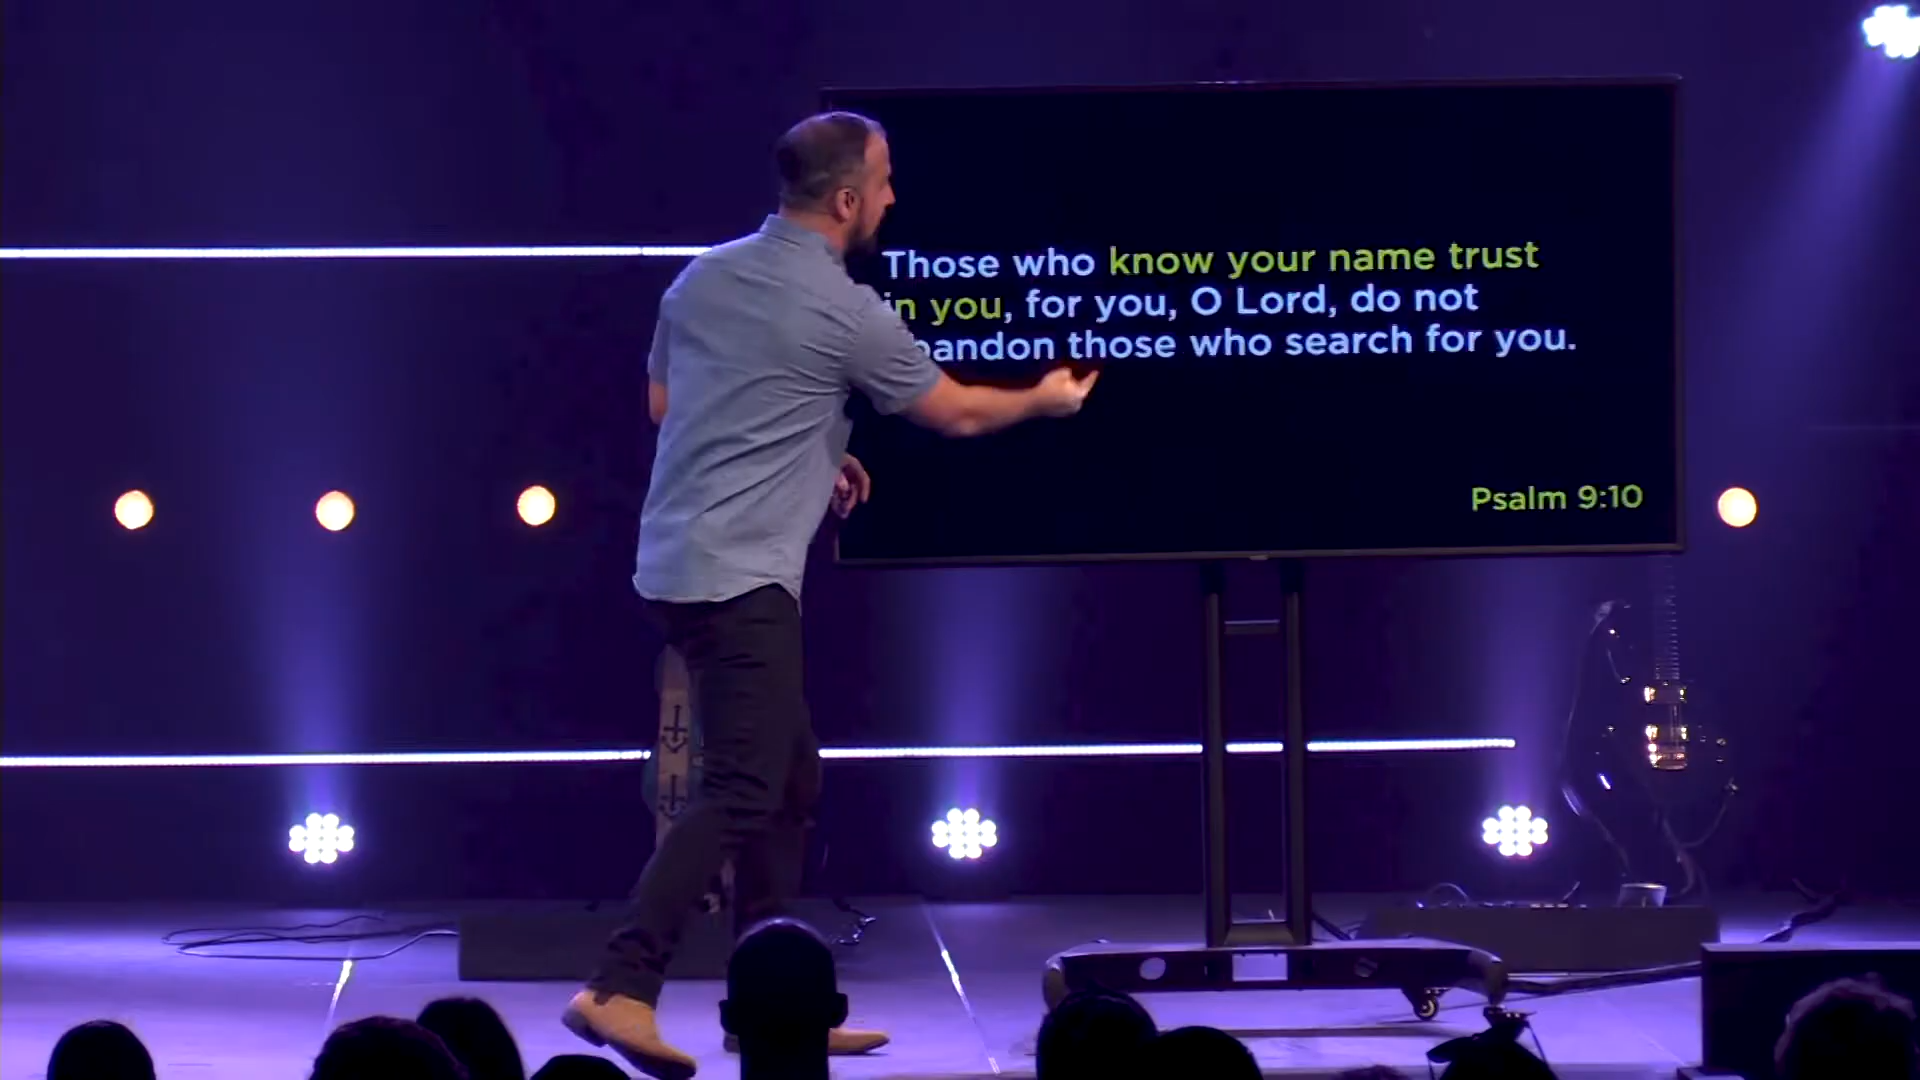 Those who know your name trust
in you, for you, O Lord, do not
bandon those who search for you.
Psalm 9:10